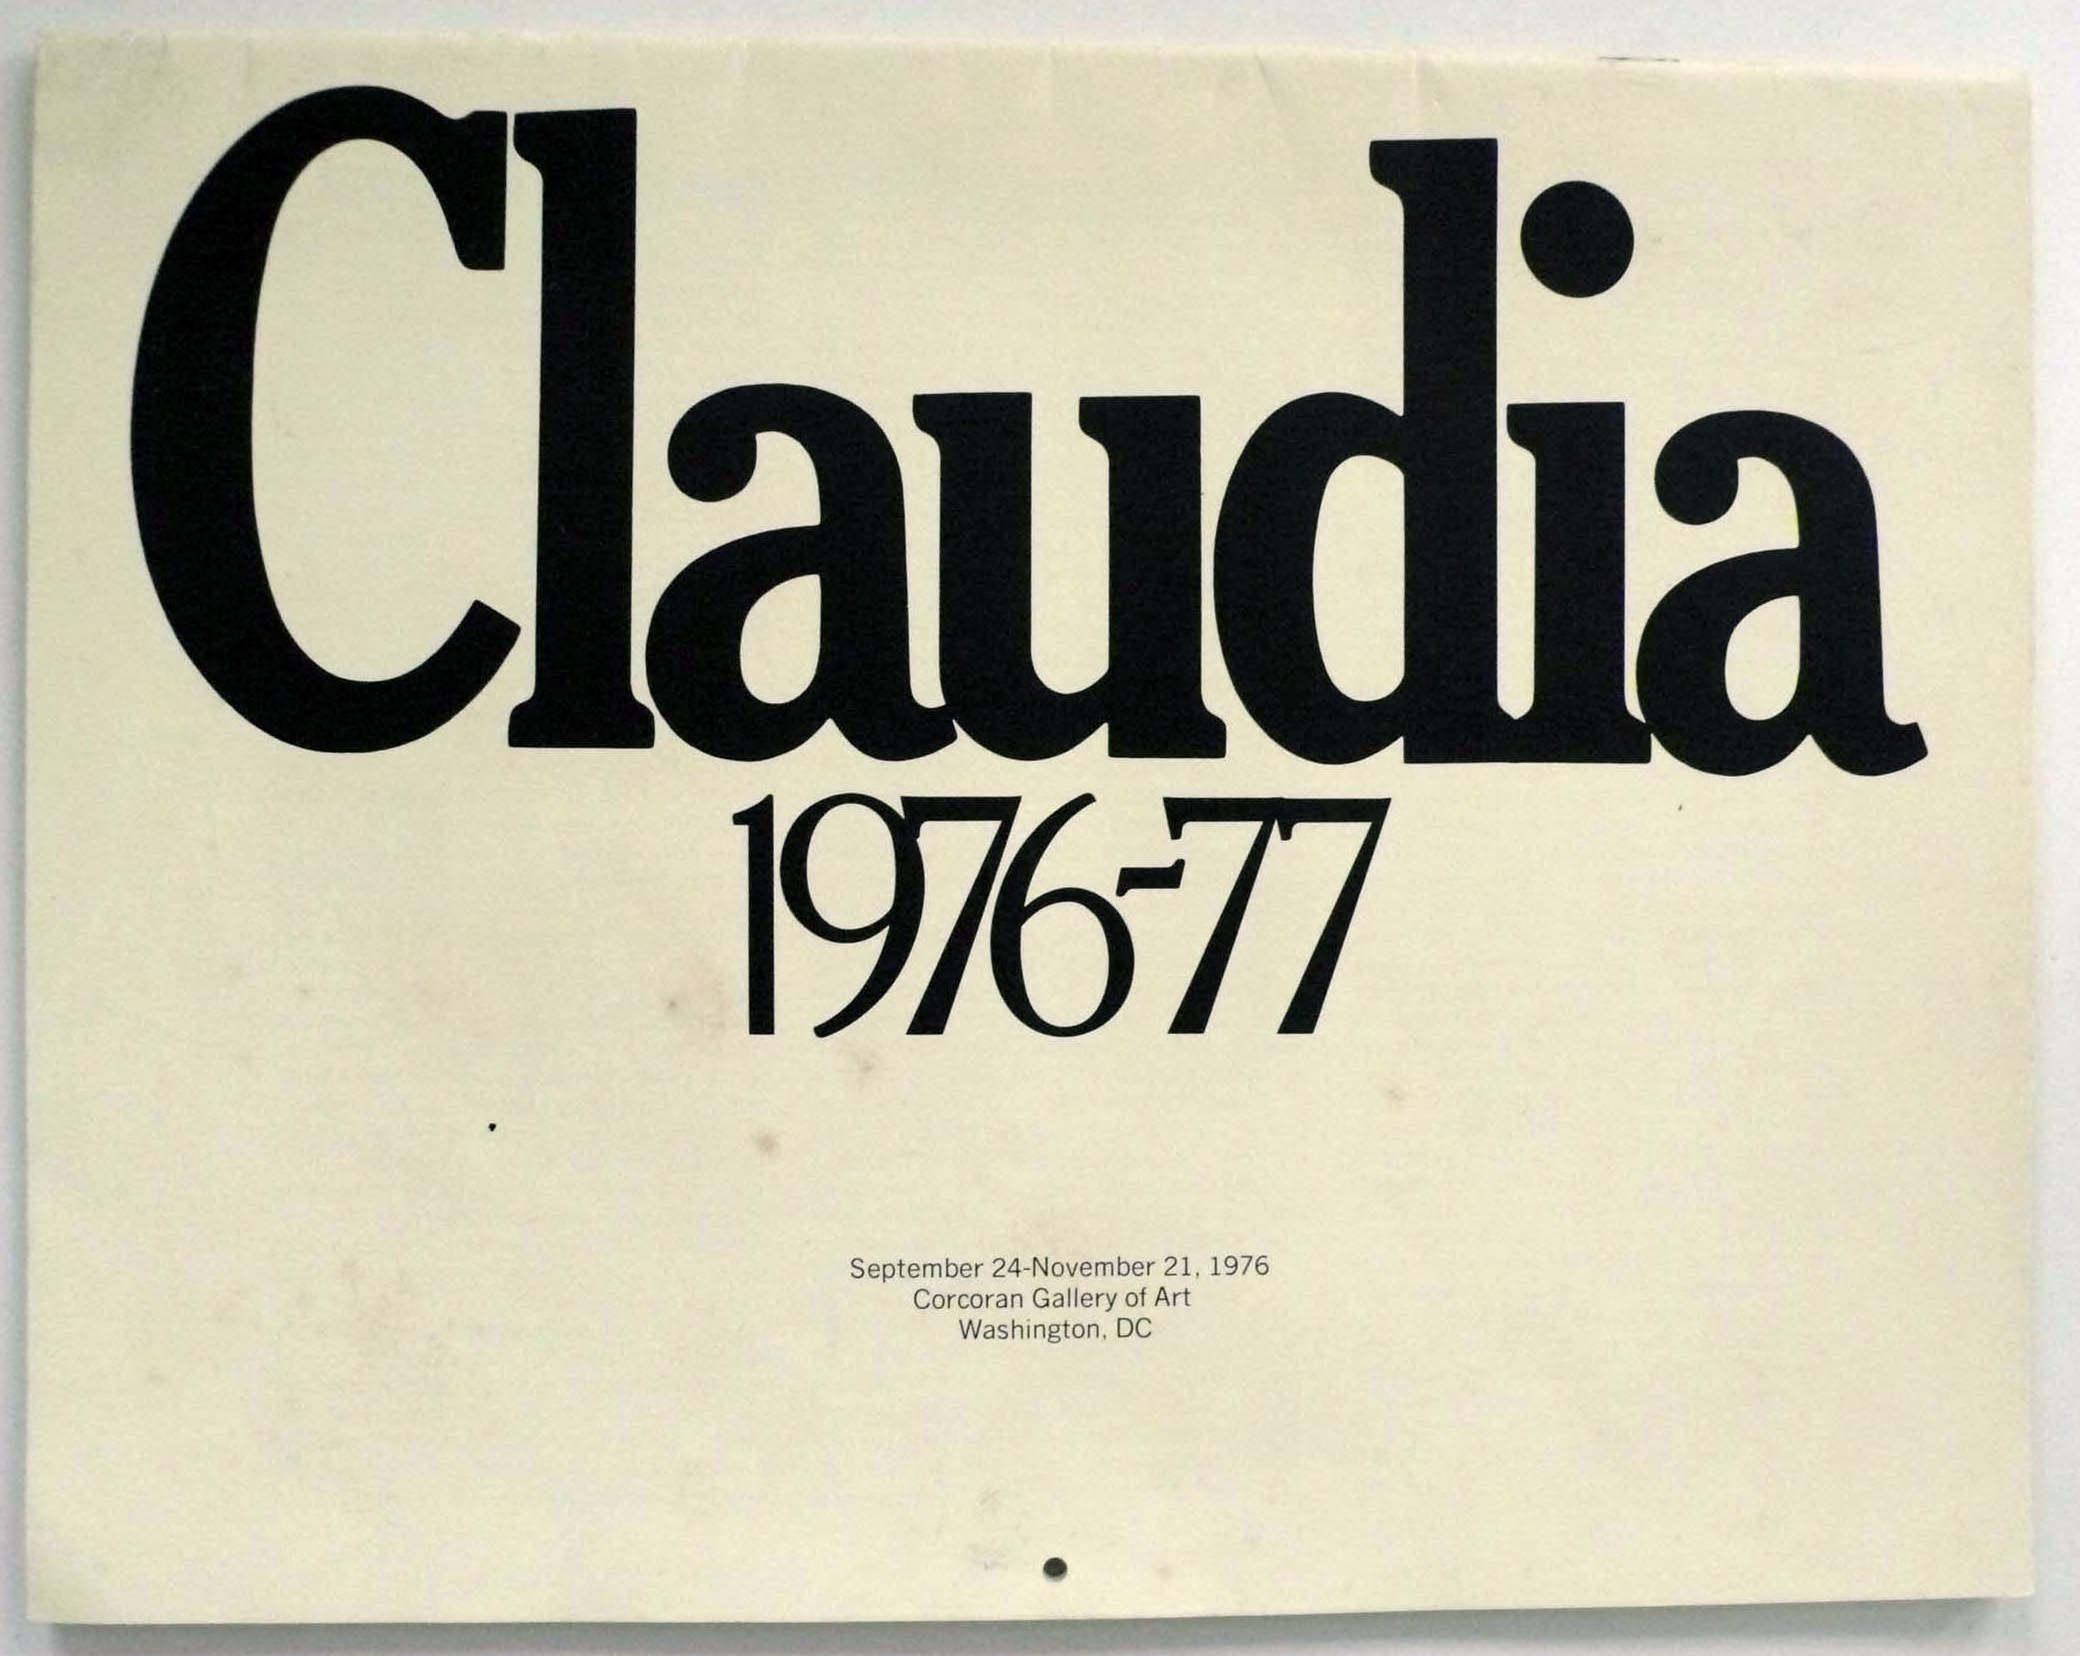 Claudia
1976-77
September 24-November 21, 1976
Corcoran Gallery of Art
Washington, DC